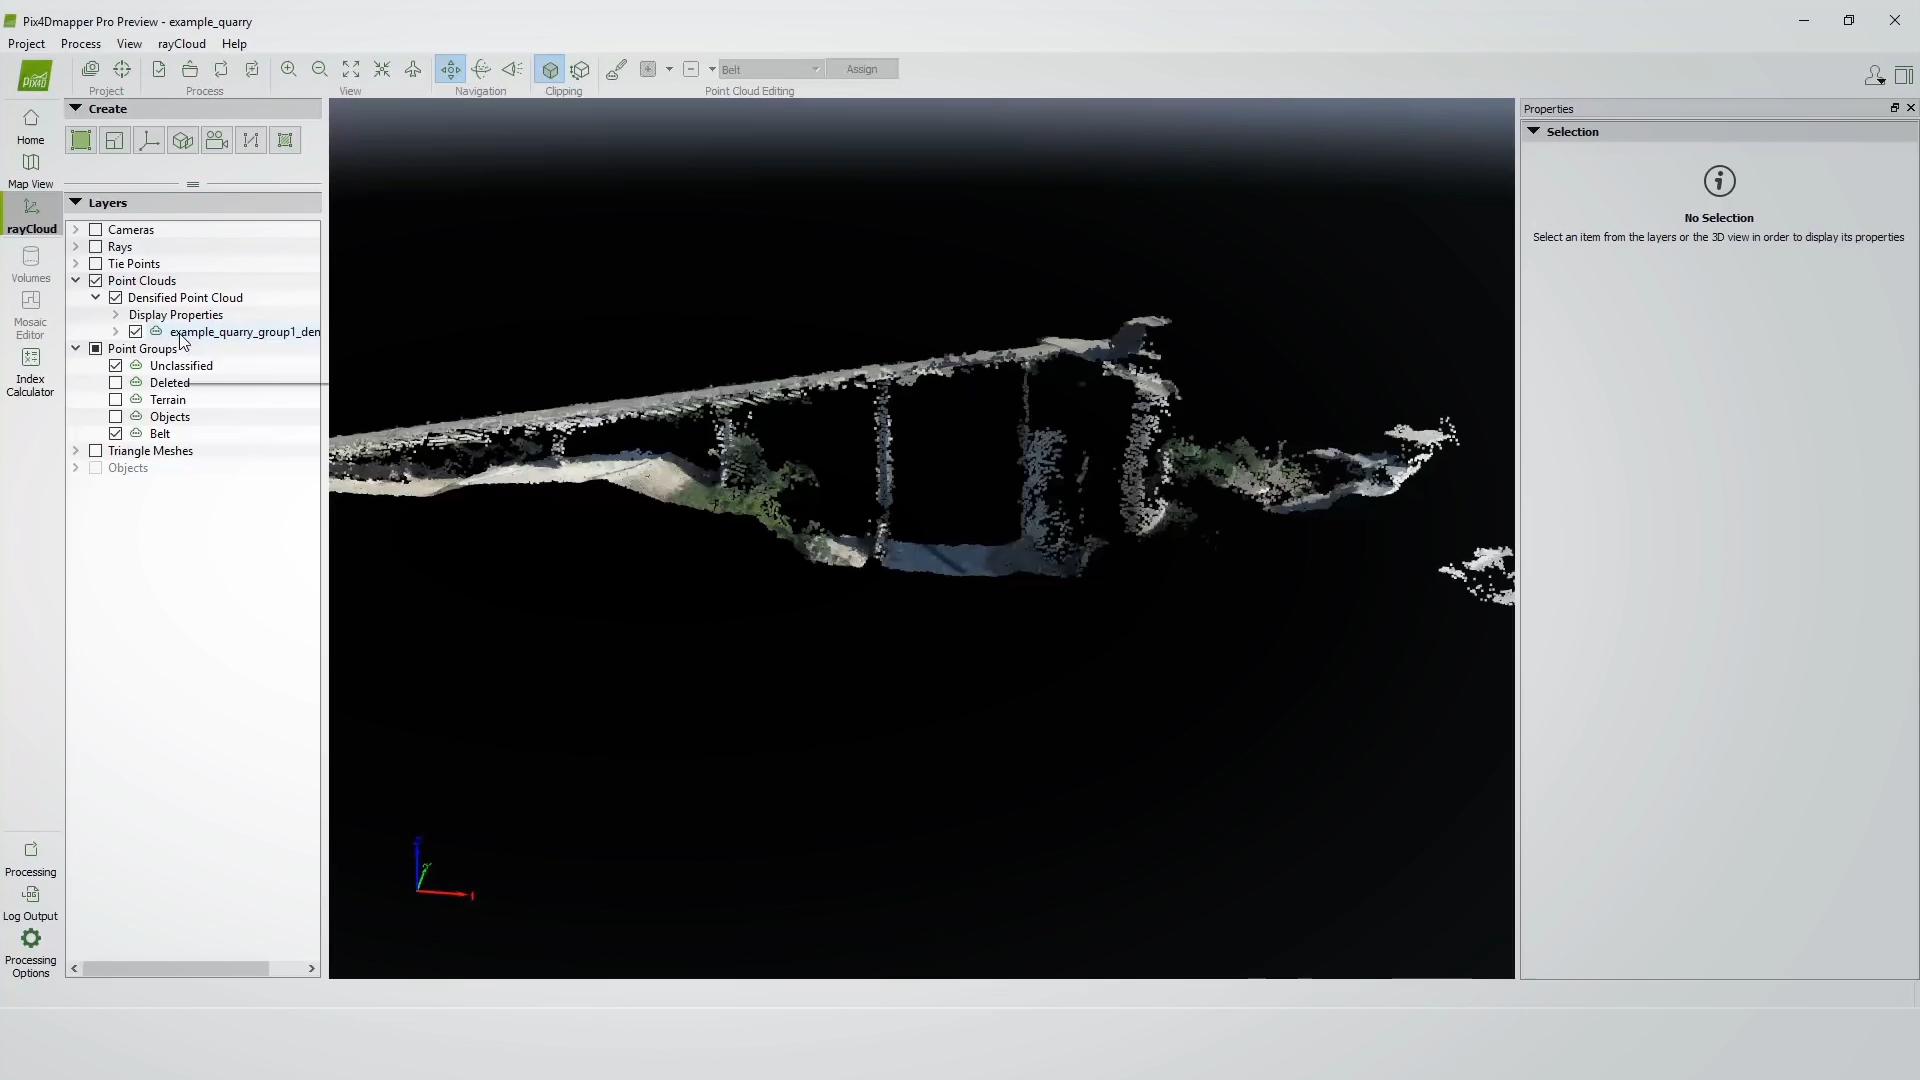 Pix4Dmapper Pro Preview - example_quarry
Project Process View rayCloud Help
PIX4D
Belt
Assign
Project Process View Navigation Clipping Point Cloud Editing
Home
Map View
rayCloud
Volumes
Mosaic
Editor
Index
Calculator
Processing
Log Output
Processing
Options
Create
Layers
Cameras
Rays
Tie Points
Point Clouds
Densified Point Cloud
Display Properties
example_quarry_group1_den
Point Groups
Unclassified
Deleted
Terrain
Objects
Belt
Triangle Meshes
Objects
Properties
Selection
No Selection
Select an item from the layers or the 3D view in order to display its properties